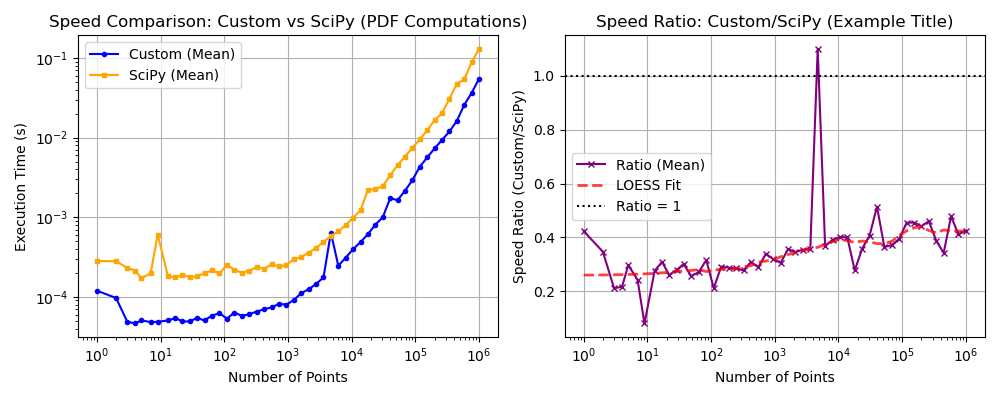 Speed Comparison: Custom vs SciPy (PDF Computations)
Custom (Mean)
SciPy (Mean)
Execution Time (s)
10⁻¹
10⁻²
10⁻³
10⁻⁴
10⁰ 10¹ 10² 10³ 10⁴ 10⁵ 10⁶
Number of Points
Speed Ratio: Custom/SciPy (Example Title)
Ratio (Mean)
LOESS Fit
Ratio = 1
Speed Ratio (Custom/SciPy)
1.0
0.8
0.6
0.4
0.2
10⁰ 10¹ 10² 10³ 10⁴ 10⁵ 10⁶
Number of Points